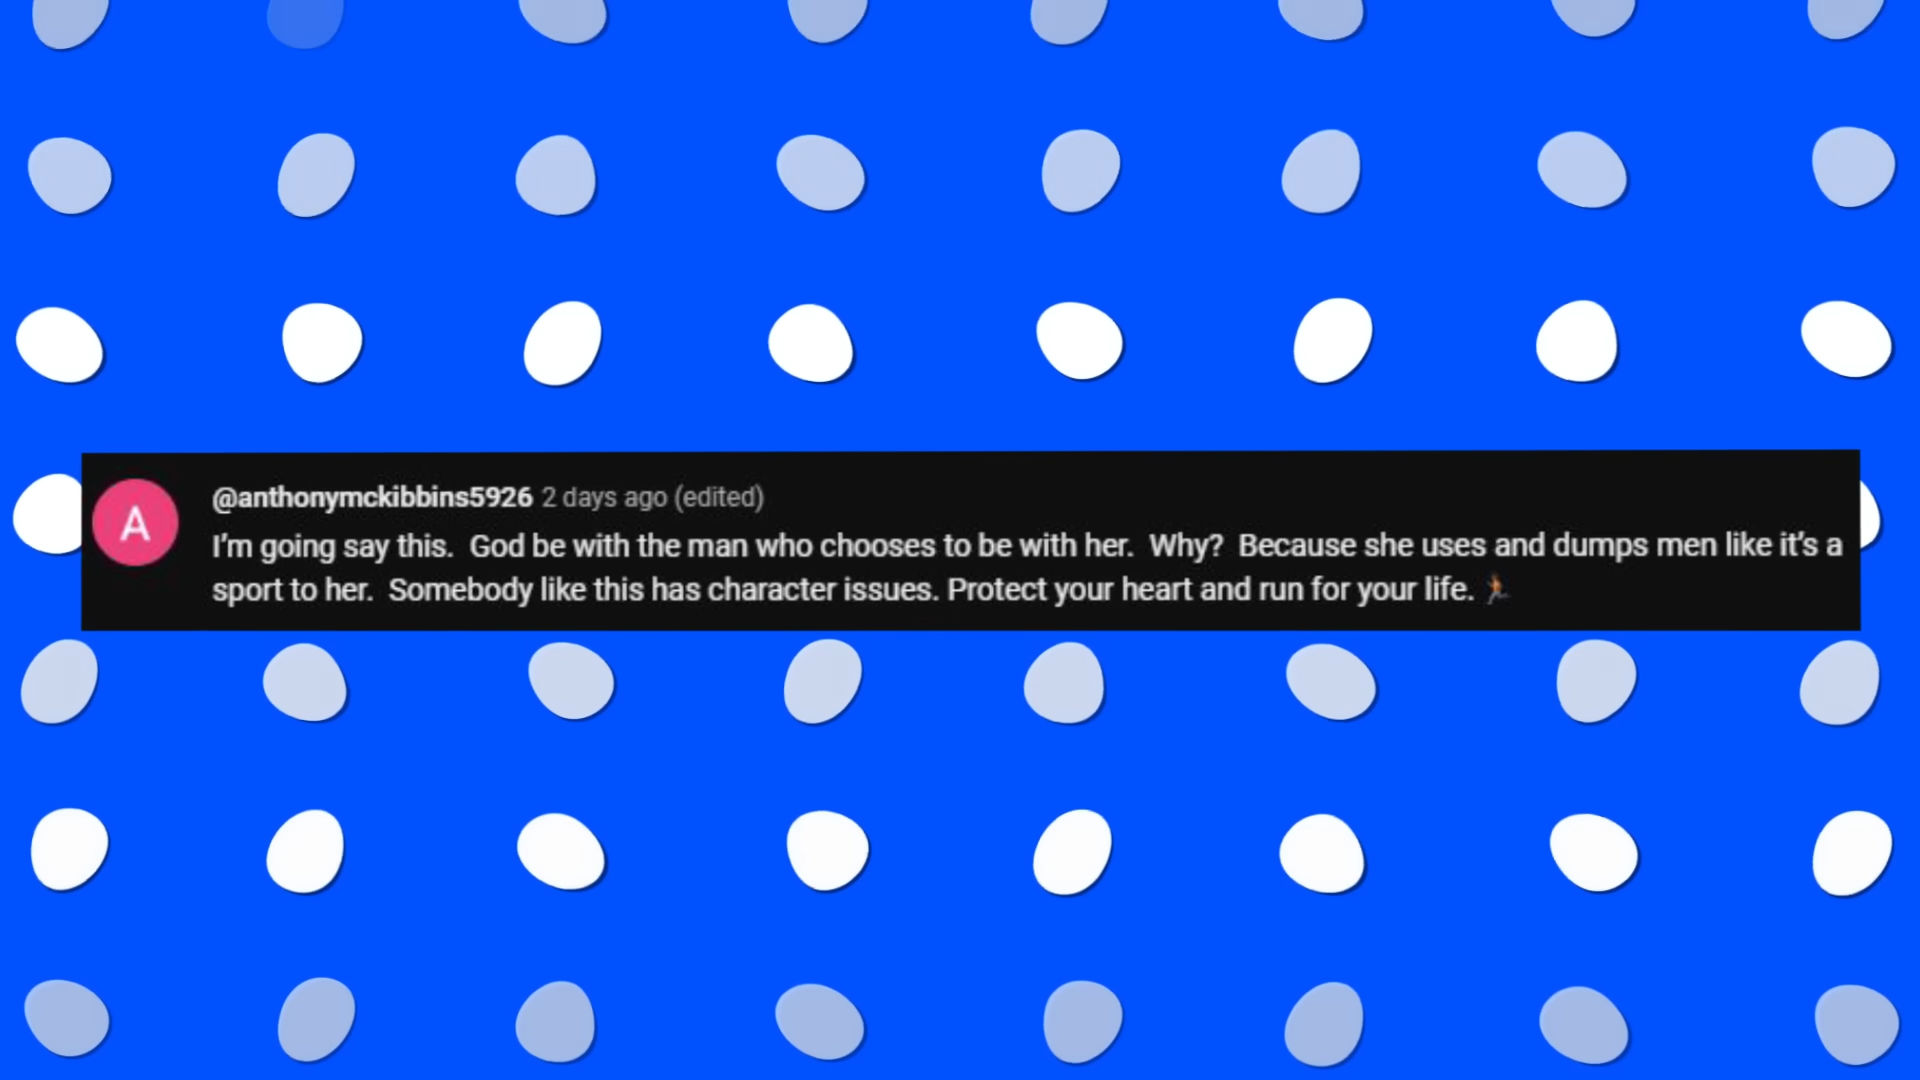 A
@anthonymckibbins5926 2 days ago (edited)
I'm going say this.  God be with the man who chooses to be with her.  Why?  Because she uses and dumps men like it's a
sport to her.  Somebody like this has character issues. Protect your heart and run for your life. 🏃🏾